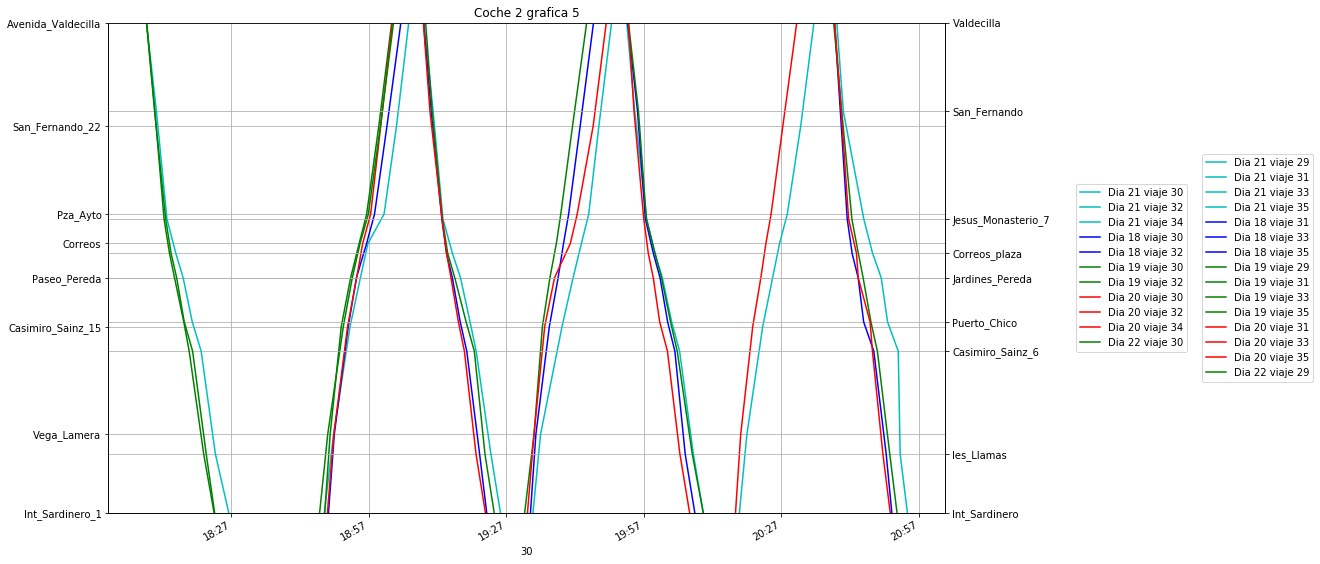 Coche 2 grafica 5
Avenida_Valdecilla
San_Fernando_22
Pza_Ayto
Correos
Paseo_Pereda
Casimiro_Sainz_15
Vega_Lamera
Int_Sardinero_1
Valdecilla
San_Fernando
Jesus_Monasterio_7
Correos_plaza
Jardines_Pereda
Puerto_Chico
Casimiro_Sainz_6
Ies_Llamas
Int_Sardinero
18:27
18:57
19:27
19:57
20:27
20:57
30
Dia 21 viaje 30
Dia 21 viaje 32
Dia 21 viaje 34
Dia 18 viaje 30
Dia 18 viaje 32
Dia 19 viaje 30
Dia 19 viaje 32
Dia 20 viaje 30
Dia 20 viaje 32
Dia 20 viaje 34
Dia 22 viaje 30
Dia 21 viaje 29
Dia 21 viaje 31
Dia 21 viaje 33
Dia 21 viaje 35
Dia 18 viaje 31
Dia 18 viaje 33
Dia 18 viaje 35
Dia 19 viaje 29
Dia 19 viaje 31
Dia 19 viaje 33
Dia 19 viaje 35
Dia 20 viaje 31
Dia 20 viaje 33
Dia 20 viaje 35
Dia 22 viaje 29